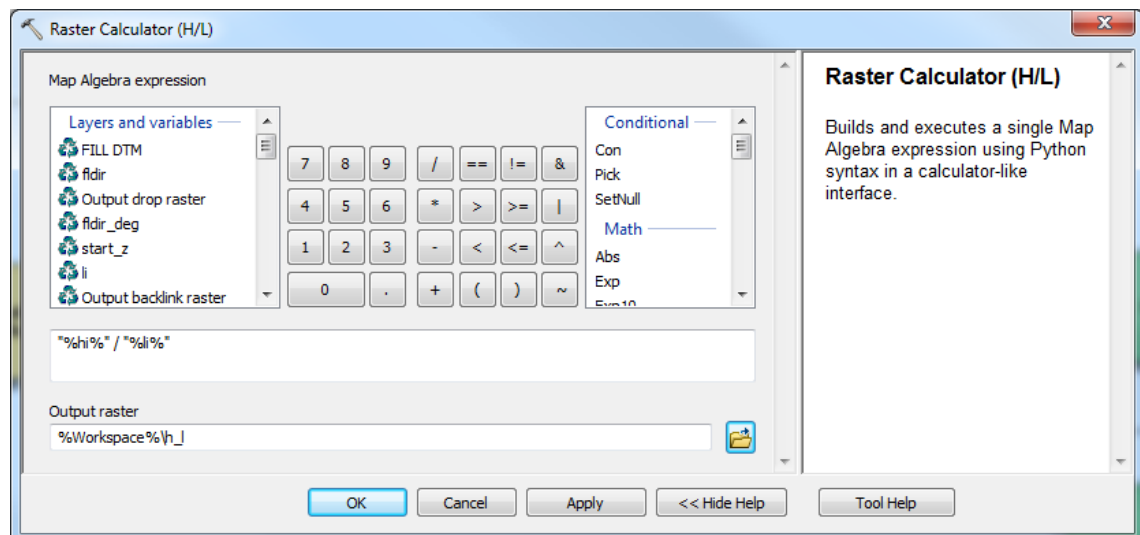 Raster Calculator (H/L)
Map Algebra expression
Layers and variables
FILL DTM
fldir
Output drop raster
fldir_deg
start_z
li
Output backlink raster
7 8 9 / == != &
4 5 6 * > >= |
1 2 3 - < <= ^
0 . + ( ) ~
Conditional
Con
Pick
SetNull
Math
Abs
Exp
Exp10
"%hi%" / "%li%"
Output raster
%Workspace%\h_l
OK Cancel Apply << Hide Help Tool Help
Raster Calculator (H/L)
Builds and executes a single Map
Algebra expression using Python
syntax in a calculator-like
interface.